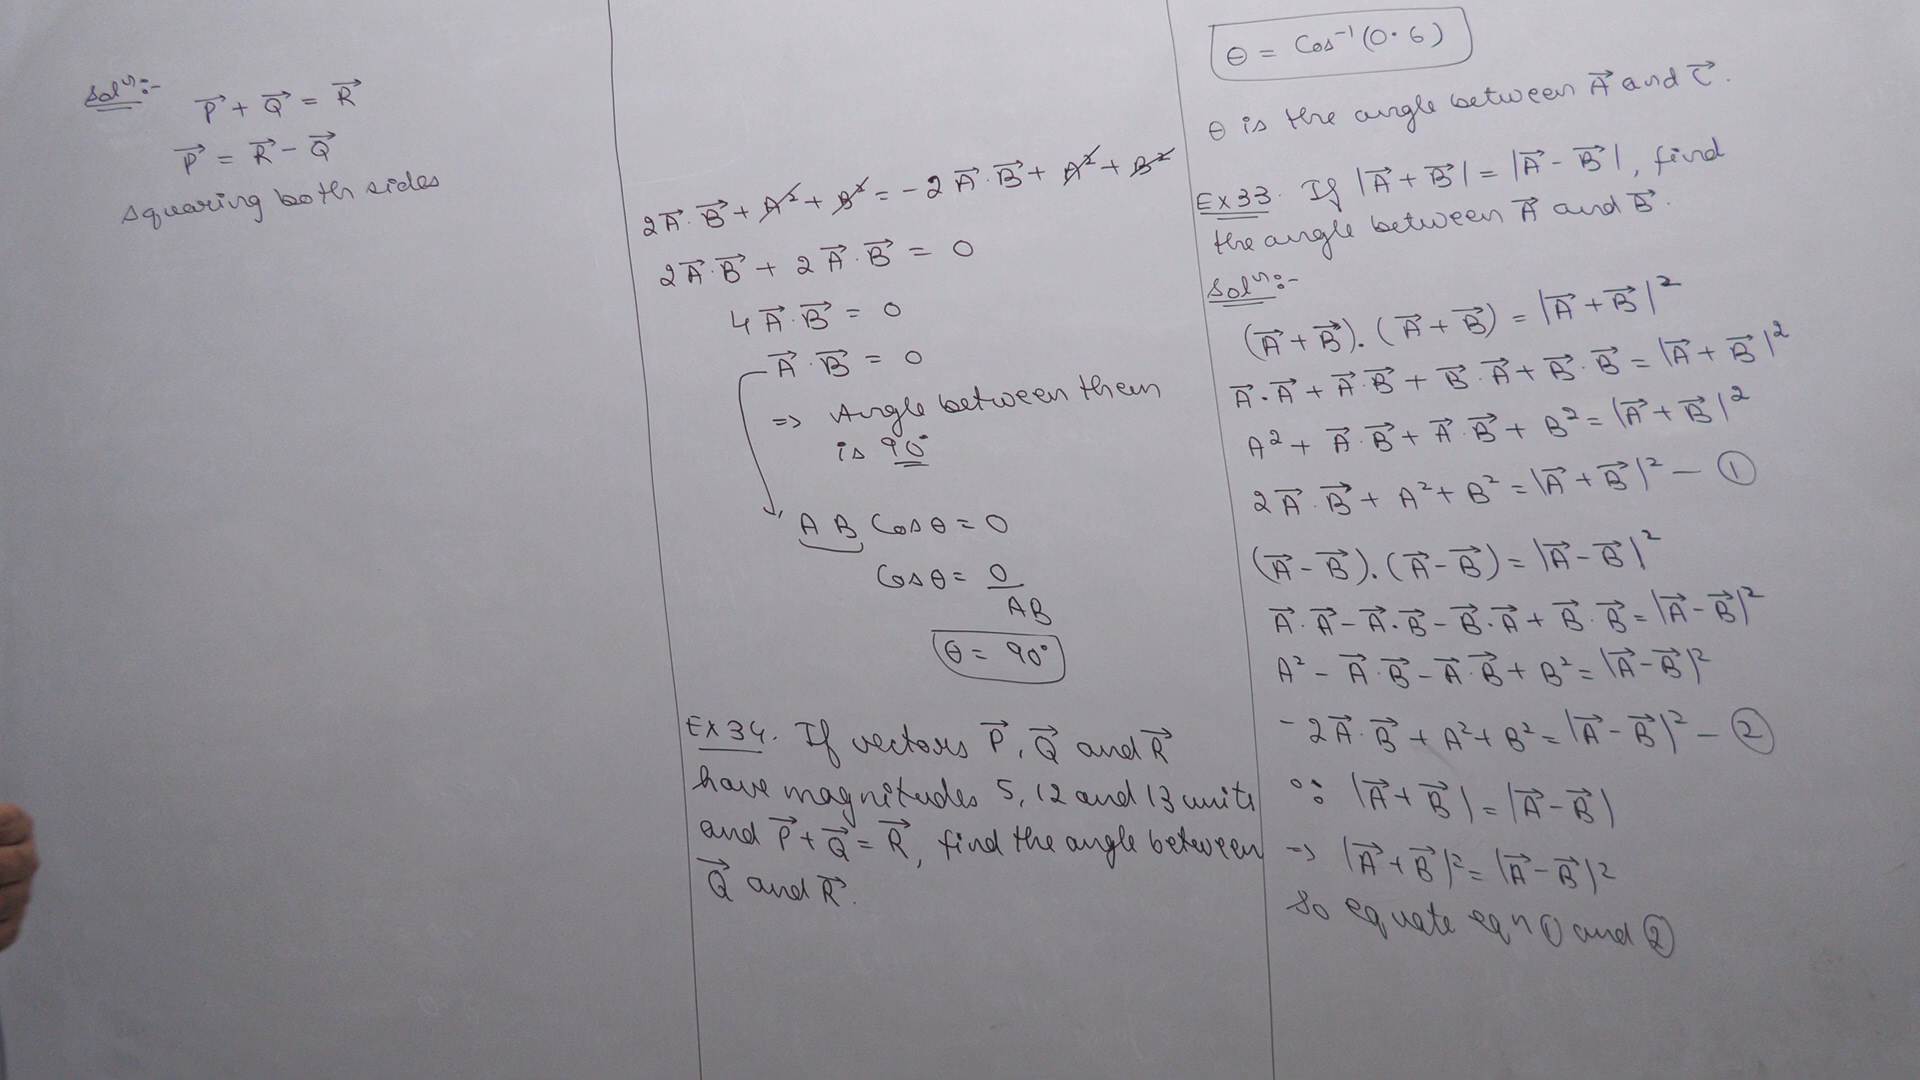 Solⁿ:-
P⃗ + Q⃗ = R⃗
P⃗ = R⃗ - Q⃗
squaring both sides
2A⃗.B⃗ + A² + B² = -2A⃗.B⃗ + A² + B²
2A⃗.B⃗ + 2A⃗.B⃗ = 0
4A⃗.B⃗ = 0
A⃗.B⃗ = 0
=> Angle between them
is 90°
A B Cosθ = 0
Cosθ = 0/AB
θ = 90°
Ex 34. If vectors P⃗, Q⃗ and R⃗
have magnitudes 5, 12 and 13 units
and P⃗ + Q⃗ = R⃗, find the angle between
Q⃗ and R⃗.
θ = Cos⁻¹(0.6)
θ is the angle between A⃗ and C⃗.
Ex 33. If |A⃗ + B⃗| = |A⃗ - B⃗|, find
the angle between A⃗ and B⃗.
Solⁿ:-
(A⃗ + B⃗).(A⃗ + B⃗) = |A⃗ + B⃗|²
A⃗.A⃗ + A⃗.B⃗ + B⃗.A⃗ + B⃗.B⃗ = |A⃗ + B⃗|²
A² + A⃗.B⃗ + A⃗.B⃗ + B² = |A⃗ + B⃗|²
2A⃗.B⃗ + A² + B² = |A⃗ + B⃗|² - ①
(A⃗ - B⃗).(A⃗ - B⃗) = |A⃗ - B⃗|²
A⃗.A⃗ - A⃗.B⃗ - B⃗.A⃗ + B⃗.B⃗ = |A⃗ - B⃗|²
A² - A⃗.B⃗ - A⃗.B⃗ + B² = |A⃗ - B⃗|²
-2A⃗.B⃗ + A² + B² = |A⃗ - B⃗|² - ②
∵ |A⃗ + B⃗| = |A⃗ - B⃗|
=> |A⃗ + B⃗|² = |A⃗ - B⃗|²
So equate eqn ① and ②